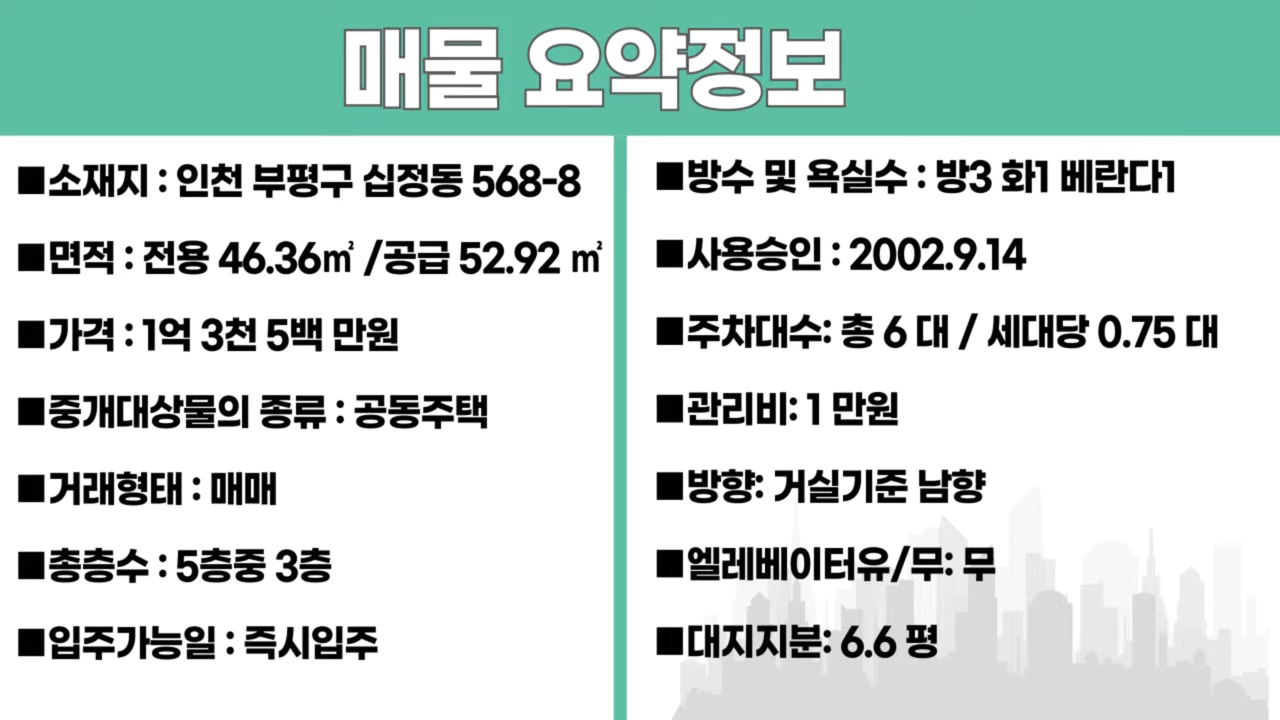 매물 요약정보
■소재지 : 인천 부평구 십정동 568-8
■면적 : 전용 46.36㎡ /공급 52.92 ㎡
■가격 : 1억 3천 5백 만원
■중개대상물의 종류 : 공동주택
■거래형태 : 매매
■총층수 : 5층중 3층
■입주가능일 : 즉시입주
■방수 및 욕실수 : 방3 화1 베란다1
■사용승인 : 2002.9.14
■주차대수: 총 6 대 / 세대당 0.75 대
■관리비: 1 만원
■방향: 거실기준 남향
■엘레베이터유/무: 무
■대지지분: 6.6 평